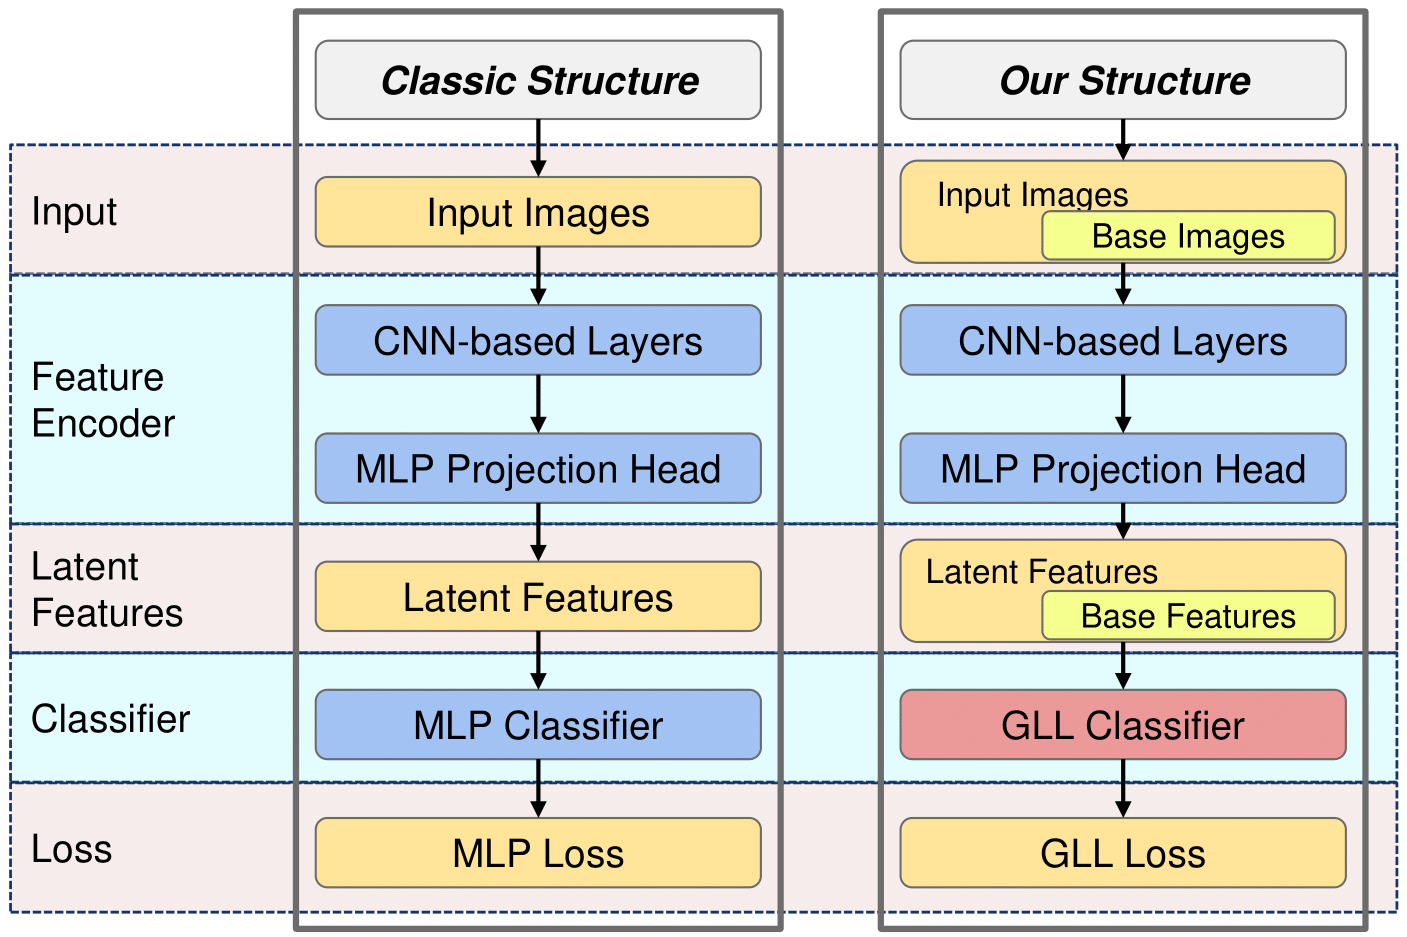 Classic Structure
Our Structure
Input
Input Images
Input Images
Base Images
Feature
Encoder
CNN-based Layers
CNN-based Layers
MLP Projection Head
MLP Projection Head
Latent
Features
Latent Features
Latent Features
Base Features
Classifier
MLP Classifier
GLL Classifier
Loss
MLP Loss
GLL Loss